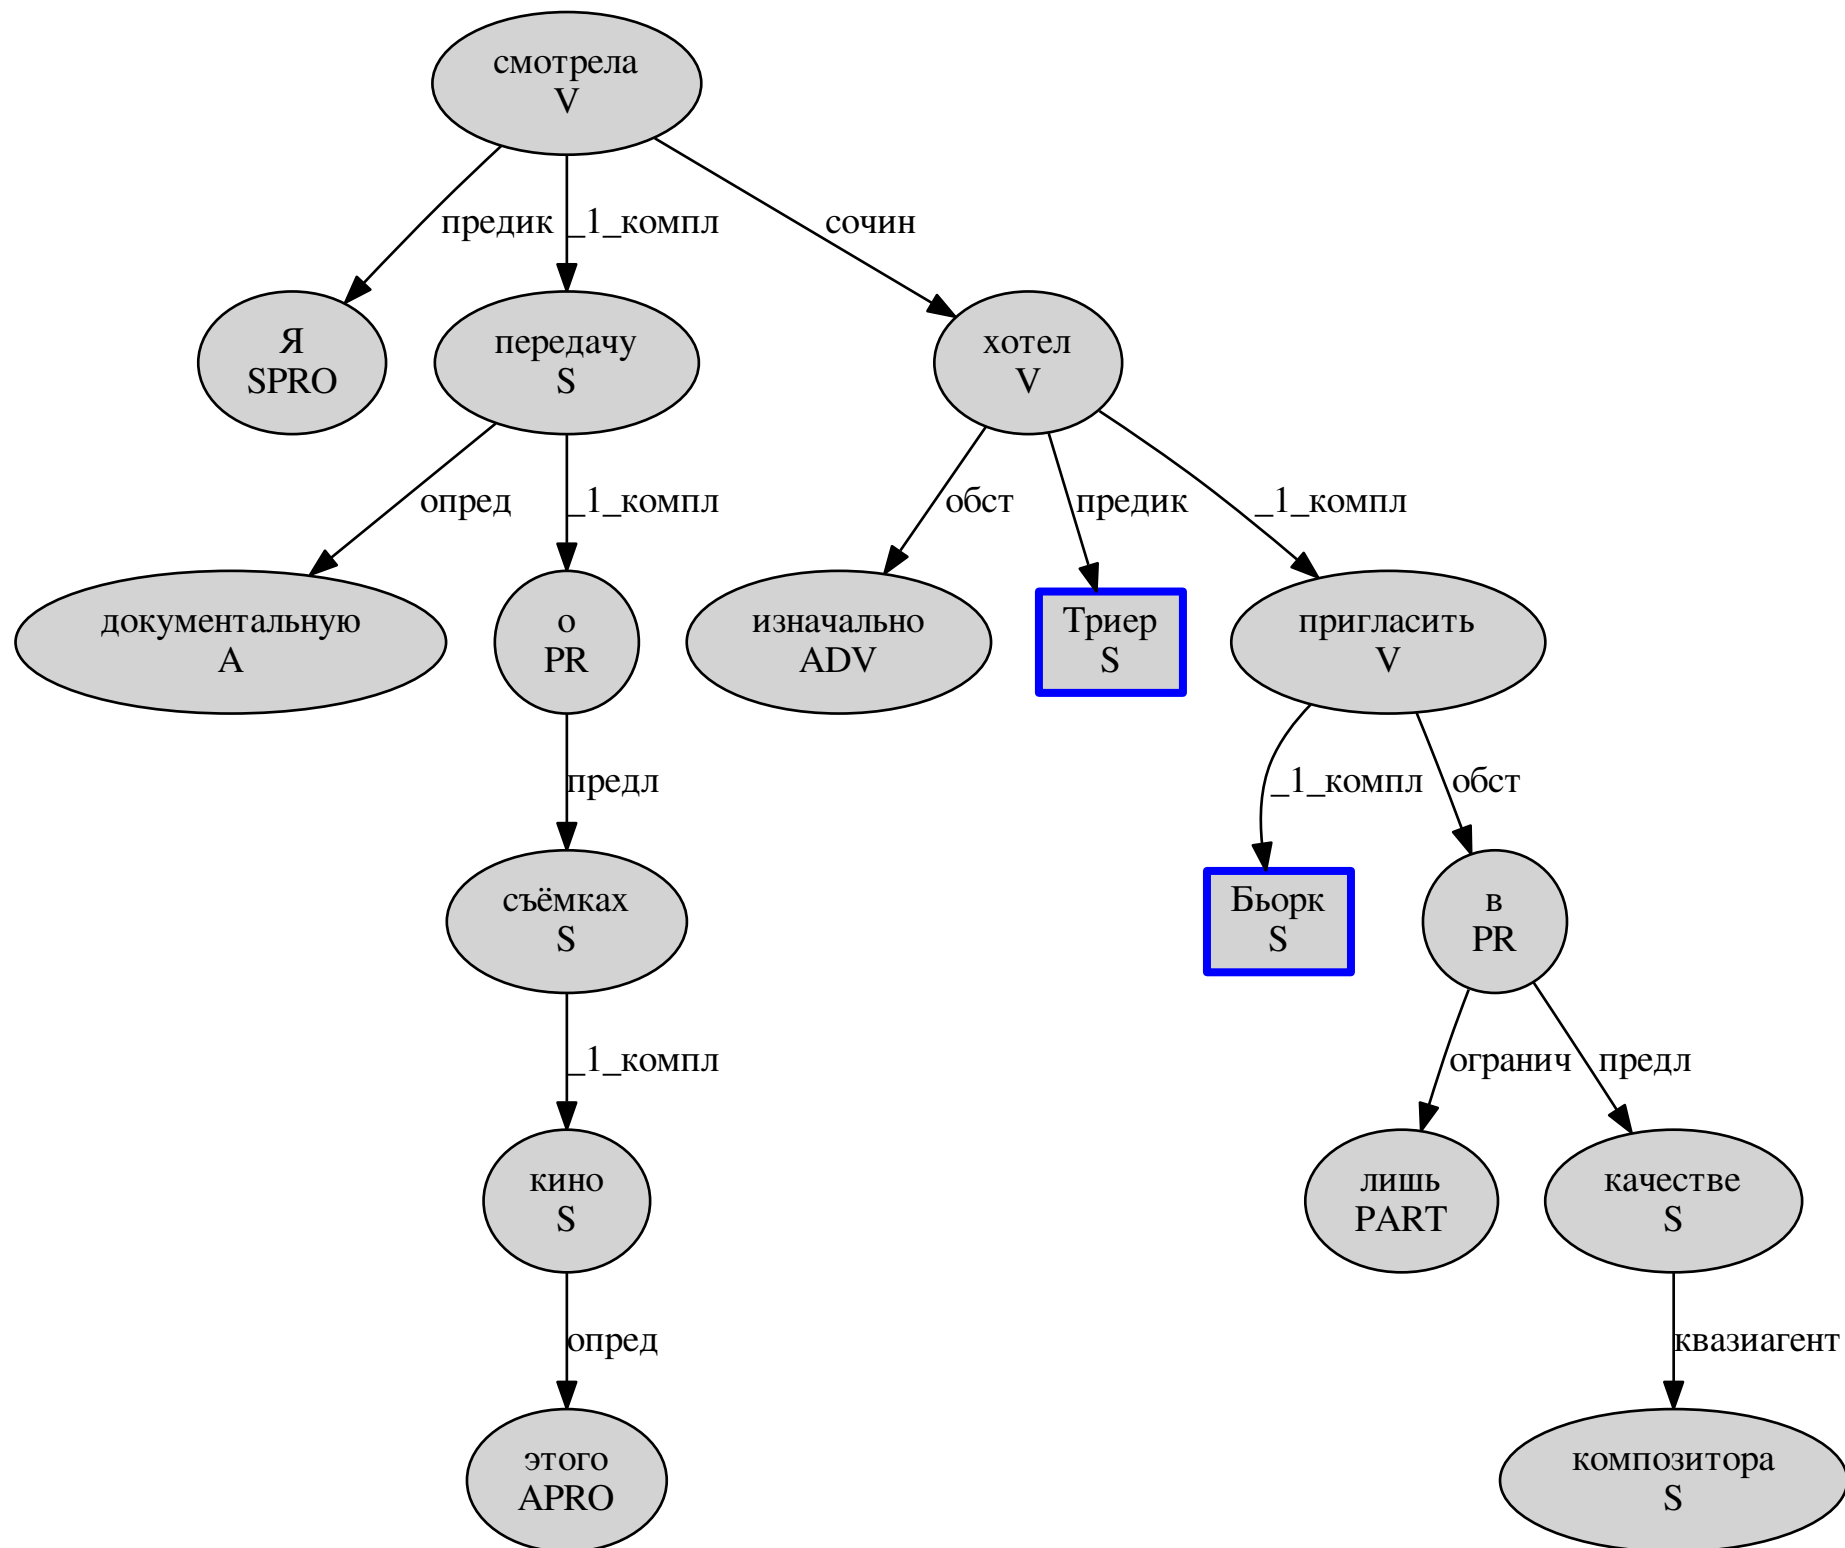 смотрела
V
предик
_1_компл
сочин
Я
SPRO
передачу
S
хотел
V
опред
_1_компл
обст
предик
_1_компл
документальную
A
о
PR
изначально
ADV
Триер
S
пригласить
V
предл
_1_компл
обст
съёмках
S
Бьорк
S
в
PR
_1_компл
огранич
предл
кино
S
лишь
PART
качестве
S
опред
квазиагент
этого
APRO
композитора
S